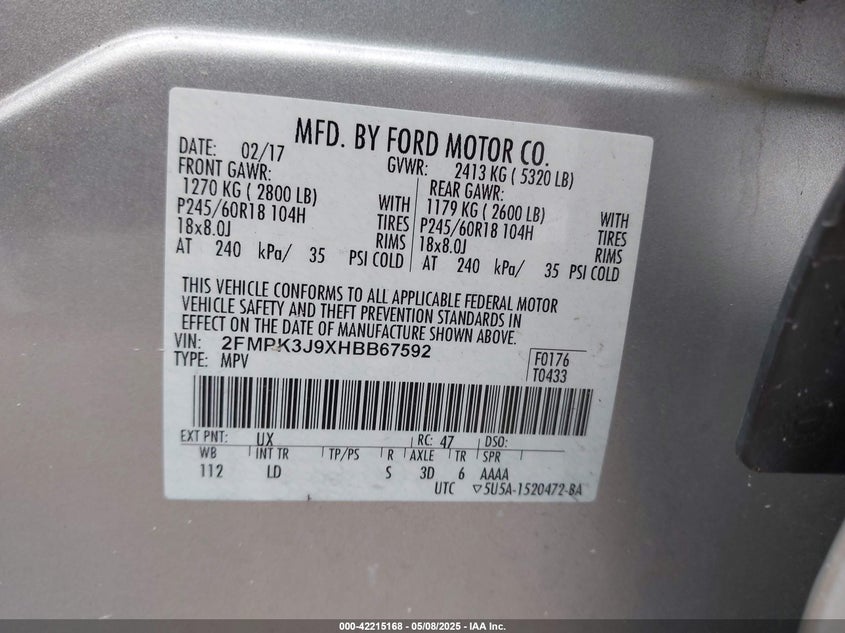 MFD. BY FORD MOTOR CO.
DATE: 02/17
GVWR: 2413 KG ( 5320 LB)
FRONT GAWR:
1270 KG ( 2800 LB)
WITH
P245/60R18 104H
TIRES
18x8.0J
RIMS
AT 240 kPa/ 35 PSI COLD
REAR GAWR:
1179 KG ( 2600 LB)
WITH
P245/60R18 104H
TIRES
18x8.0J
RIMS
AT 240 kPa/ 35 PSI COLD
THIS VEHICLE CONFORMS TO ALL APPLICABLE FEDERAL MOTOR
VEHICLE SAFETY AND THEFT PREVENTION STANDARDS IN
EFFECT ON THE DATE OF MANUFACTURE SHOWN ABOVE.
VIN: 2FMPK3J9XHBB67592
TYPE: MPV
F0176
T0433
EXT PNT: UX RC: 47 DSO:
WB INT TR TP/PS R AXLE TR SPR
112 LD S 3D 6 AAAA
UTC ▽5U5A-1520472-BA
000-42215168 - 05/08/2025 - IAA Inc.